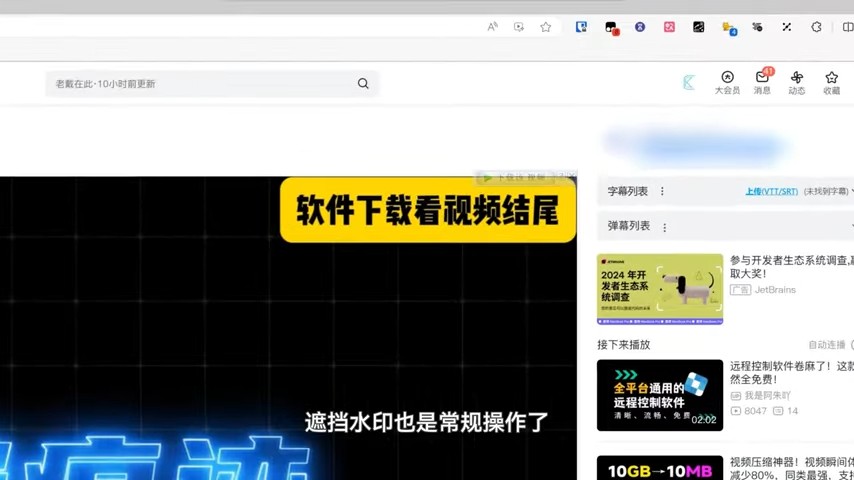 老戴在此·10小时前更新
41
大会员
消息
动态
收藏
软件下载看视频结尾
字幕列表
上传(VTT/SRT)
(未找到字幕)
弹幕列表
2024 年开
发者生态系
统调查
参与开发者生态系统调查,
取大奖!
广告 JetBrains
接下来播放
自动连播
全平台通用的
远程控制软件
清晰、流畅、免费
02:02
远程控制软件卷麻了!这款
然全免费!
UP 我是阿朱吖
8047
14
遮挡水印也是常规操作了
痕迹
10GB→10MB
视频压缩神器!视频瞬间体
减少80%,同类最强,支持